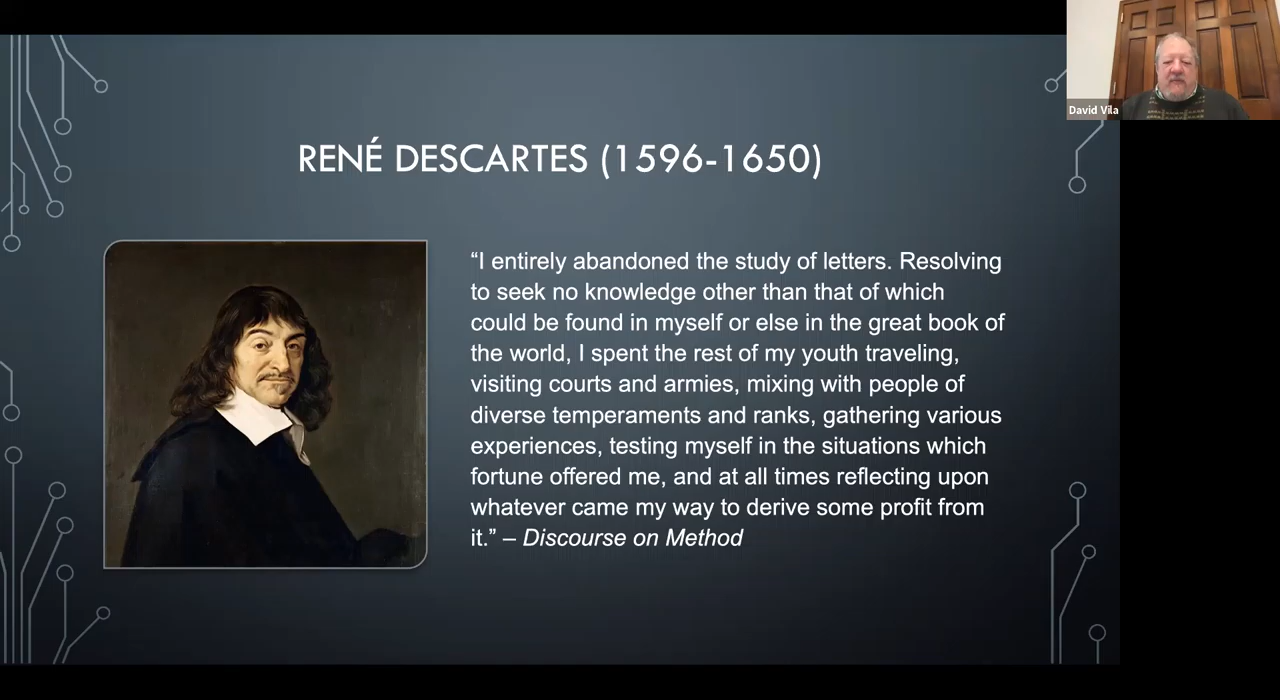 David Vila
RENÉ DESCARTES (1596-1650)
“I entirely abandoned the study of letters. Resolving
to seek no knowledge other than that of which
could be found in myself or else in the great book of
the world, I spent the rest of my youth traveling,
visiting courts and armies, mixing with people of
diverse temperaments and ranks, gathering various
experiences, testing myself in the situations which
fortune offered me, and at all times reflecting upon
whatever came my way to derive some profit from
it.” – Discourse on Method